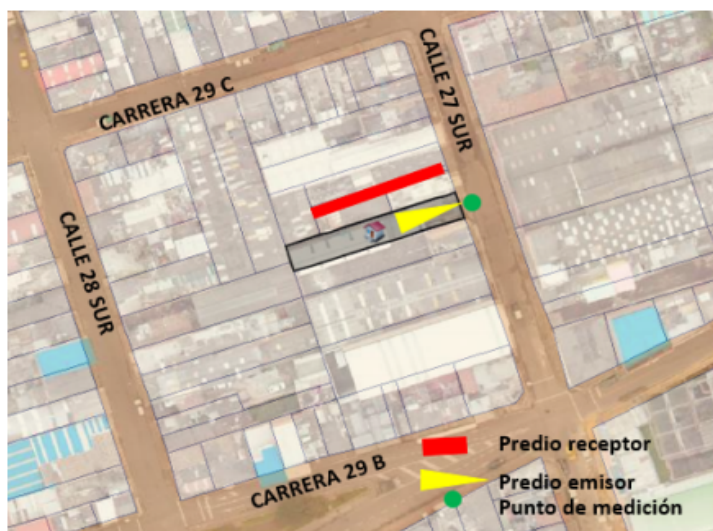 CARRERA 29 C
CALLE 27 SUR
CALLE 28 SUR
CARRERA 29 B
Predio receptor
Predio emisor
Punto de medición